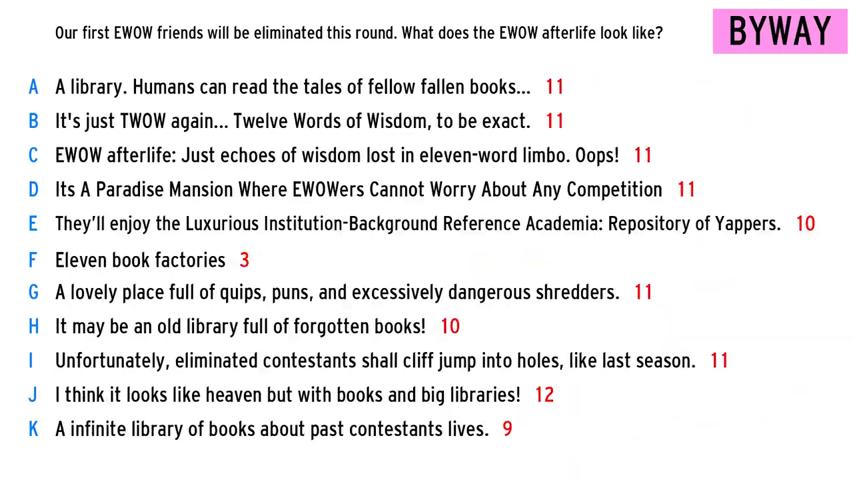 Our first EWOW friends will be eliminated this round. What does the EWOW afterlife look like?
BYWAY
A A library. Humans can read the tales of fellow fallen books... 11
B It's just TWOW again... Twelve Words of Wisdom, to be exact. 11
C EWOW afterlife: Just echoes of wisdom lost in eleven-word limbo. Oops! 11
D Its A Paradise Mansion Where EWOWers Cannot Worry About Any Competition 11
E They'll enjoy the Luxurious Institution-Background Reference Academia: Repository of Yappers. 10
F Eleven book factories 3
G A lovely place full of quips, puns, and excessively dangerous shredders. 11
H It may be an old library full of forgotten books! 10
I Unfortunately, eliminated contestants shall cliff jump into holes, like last season. 11
J I think it looks like heaven but with books and big libraries! 12
K A infinite library of books about past contestants lives. 9